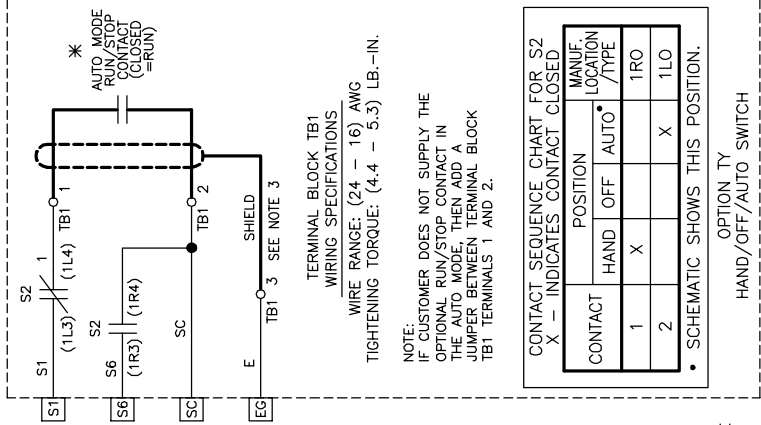 AUTO MODE
RUN/STOP
CONTACT
(CLOSED
=RUN)
S1
S1
S2
(1L3)
(1L4)
1
TB1
1
S6
S6
S2
(1R3)
(1R4)
SC
SC
TB1
2
EG
E
TB1
3
SHIELD
SEE NOTE 3
TERMINAL BLOCK TB1
WIRING SPECIFICATIONS
WIRE RANGE: (24 - 16) AWG
TIGHTENING TORQUE: (4.4 - 5.3) LB.-IN.
NOTE:
IF CUSTOMER DOES NOT SUPPLY THE
OPTIONAL RUN/STOP CONTACT IN
THE AUTO MODE, THEN ADD A
JUMPER BETWEEN TERMINAL BLOCK
TB1 TERMINALS 1 AND 2.
CONTACT SEQUENCE CHART FOR S2
X - INDICATES CONTACT CLOSED
CONTACT
POSITION
MANUF.
LOCATION
/TYPE
HAND
OFF
AUTO•
1
X
1RO
2
X
1LO
• SCHEMATIC SHOWS THIS POSITION.
OPTION TY
HAND/OFF/AUTO SWITCH